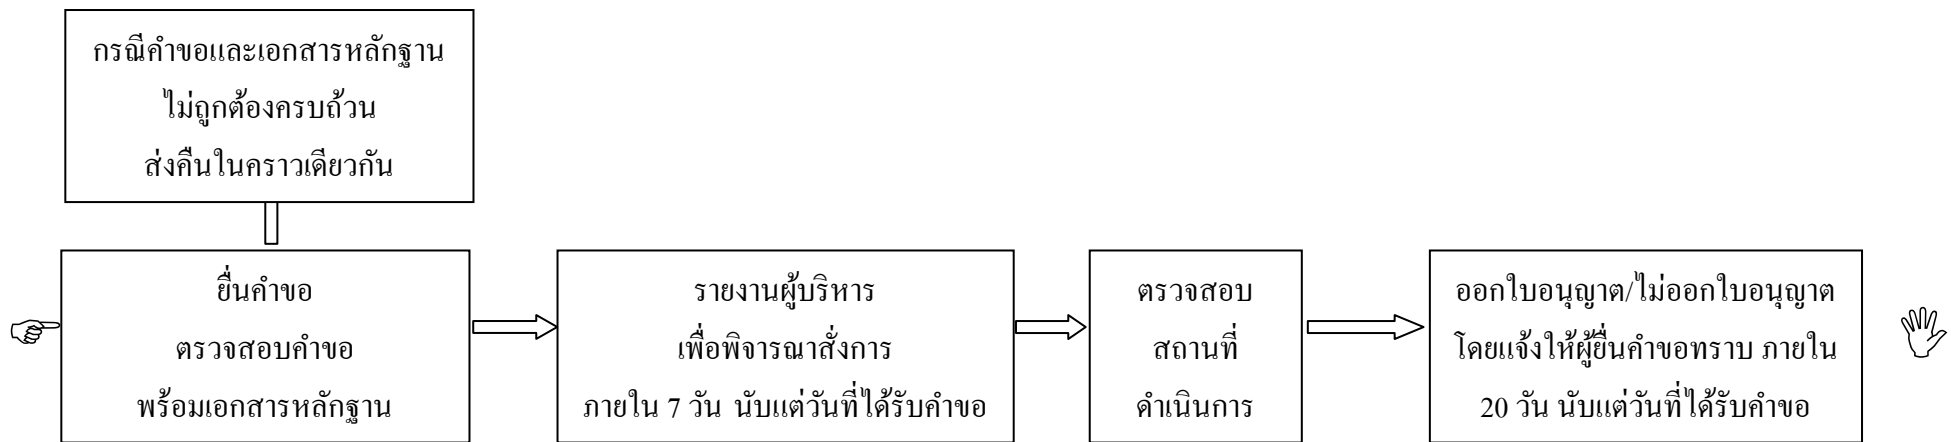 กรณีคำขอและเอกสารหลักฐาน
ไม่ถูกต้องครบถ้วน
ส่งคืนในคราวเดียวกัน
ยื่นคำขอ
ตรวจสอบคำขอ
พร้อมเอกสารหลักฐาน
รายงานผู้บริหาร
เพื่อพิจารณาสั่งการ
ภายใน 7 วัน นับแต่วันที่ได้รับคำขอ
ตรวจสอบ
สถานที่
ดำเนินการ
ออกใบอนุญาต/ไม่ออกใบอนุญาต
โดยแจ้งให้ผู้ยื่นคำขอทราบ ภายใน
20 วัน นับแต่วันที่ได้รับคำขอ